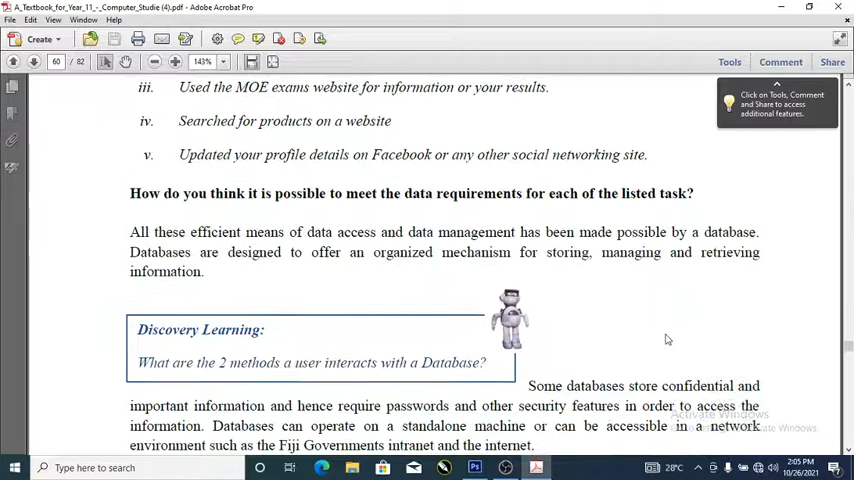 A_Textbook_for_Year_11_-_Computer_Studie (4).pdf - Adobe Acrobat Pro
File Edit View Window Help
Create
60 / 82 143% Tools Comment Share
Click on Tools, Comment
and Share to access
additional features.
iii. Used the MOE exams website for information or your results.
iv. Searched for products on a website
v. Updated your profile details on Facebook or any other social networking site.
How do you think it is possible to meet the data requirements for each of the listed task?
All these efficient means of data access and data management has been made possible by a database.
Databases are designed to offer an organized mechanism for storing, managing and retrieving
information.
Discovery Learning:
What are the 2 methods a user interacts with a Database?
Some databases store confidential and
important information and hence require passwords and other security features in order to access the
information. Databases can operate on a standalone machine or can be accessible in a network
environment such as the Fiji Governments intranet and the internet.
Activate Windows
Type here to search
Ps
28°C
2:05 PM
10/26/2021